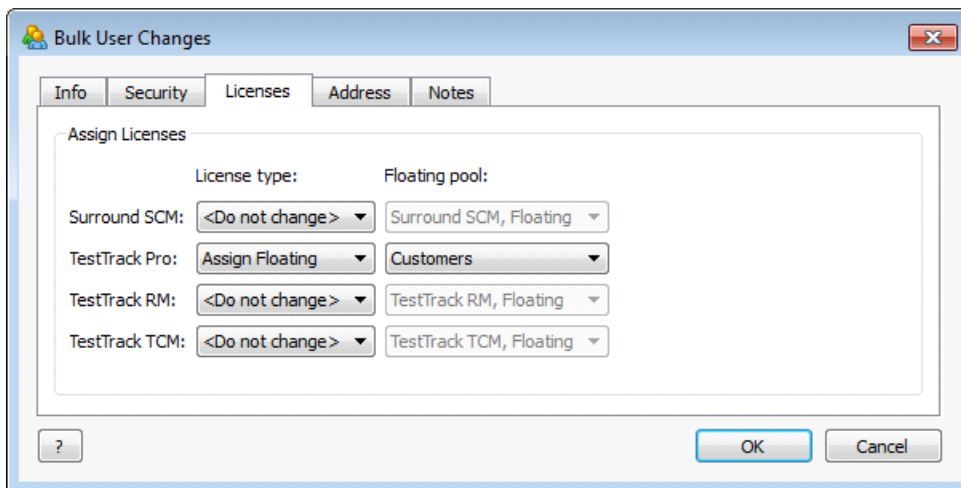 Bulk User Changes
Info Security Licenses Address Notes
Assign Licenses
License type: Floating pool:
Surround SCM: <Do not change> Surround SCM, Floating
TestTrack Pro: Assign Floating Customers
TestTrack RM: <Do not change> TestTrack RM, Floating
TestTrack TCM: <Do not change> TestTrack TCM, Floating
? OK Cancel